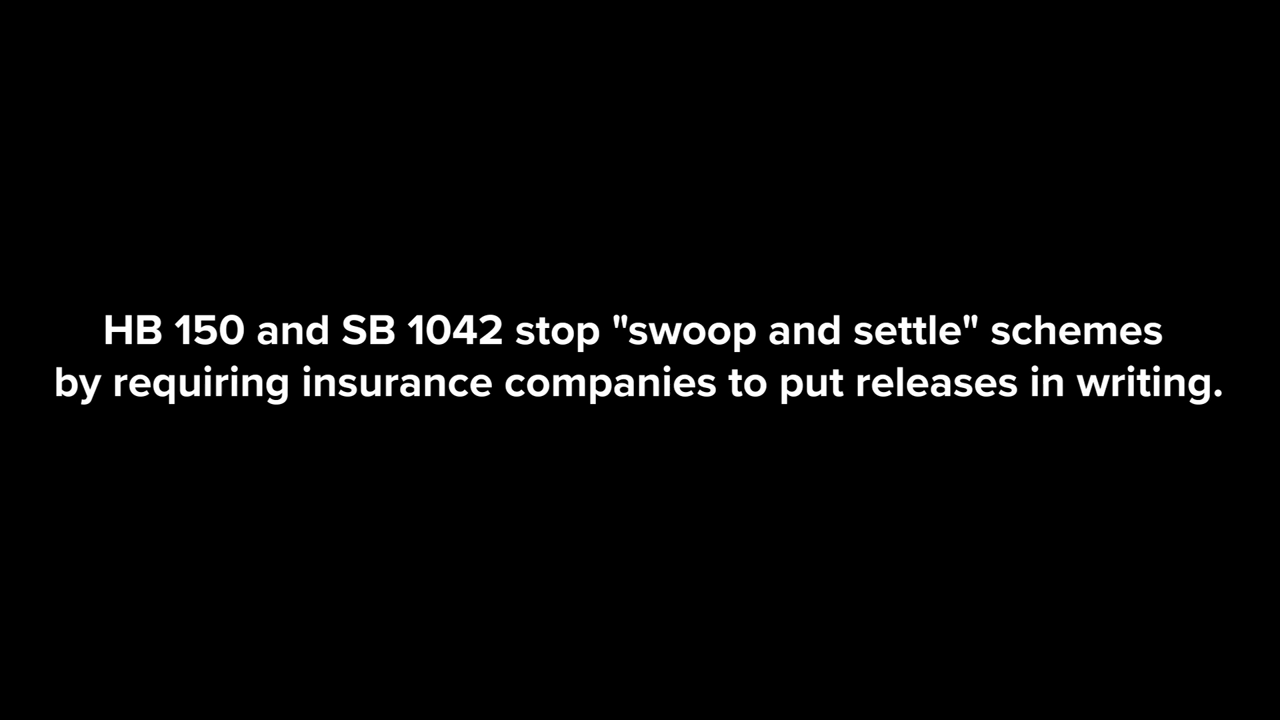 HB 150 and SB 1042 stop "swoop and settle" schemes
by requiring insurance companies to put releases in writing.